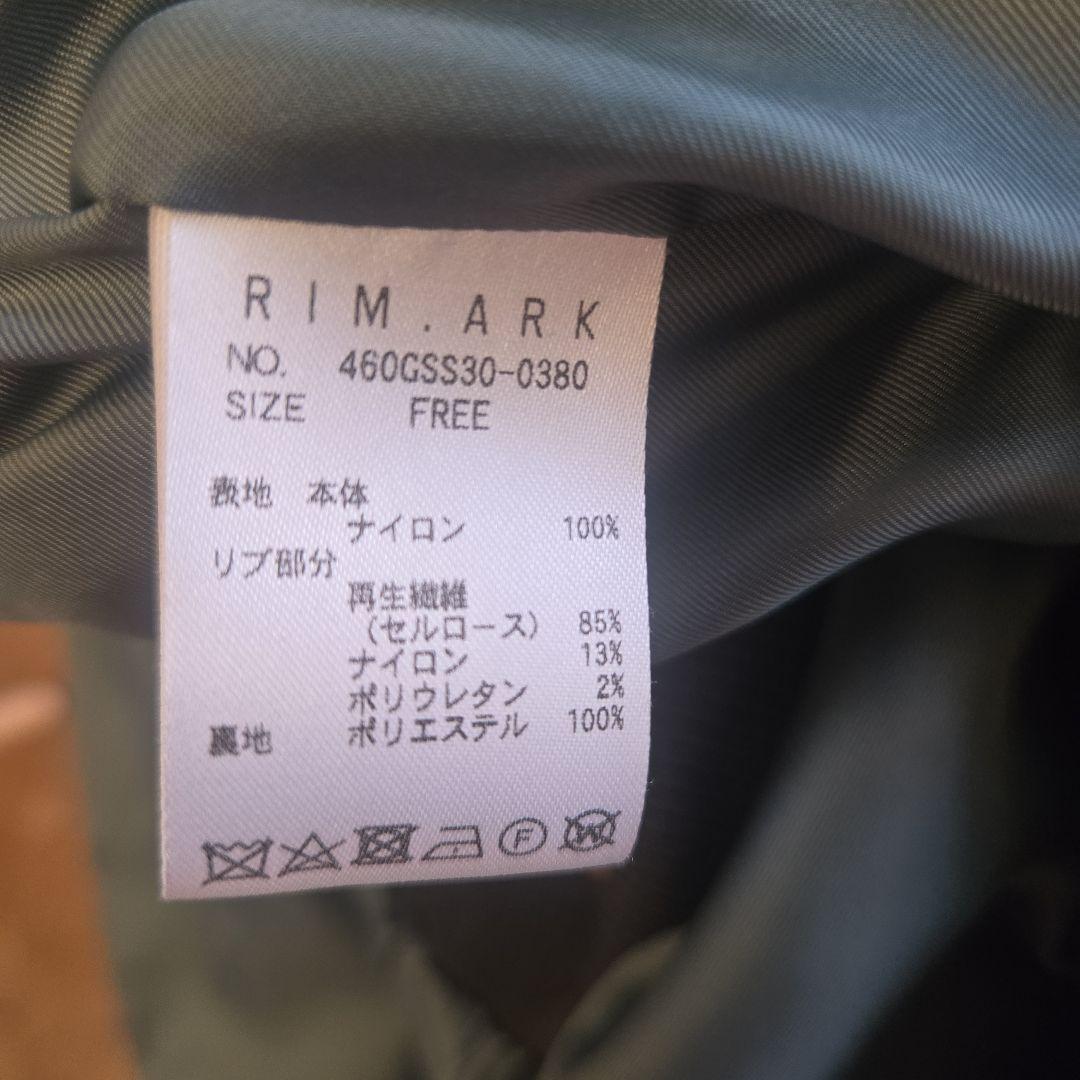 RIM.ARK
NO. 460GSS30-0380
SIZE FREE
表地 本体
ナイロン 100%
リブ部分
再生繊維
(セルロース) 85%
ナイロン 13%
ポリウレタン 2%
裏地 ポリエステル 100%
F W